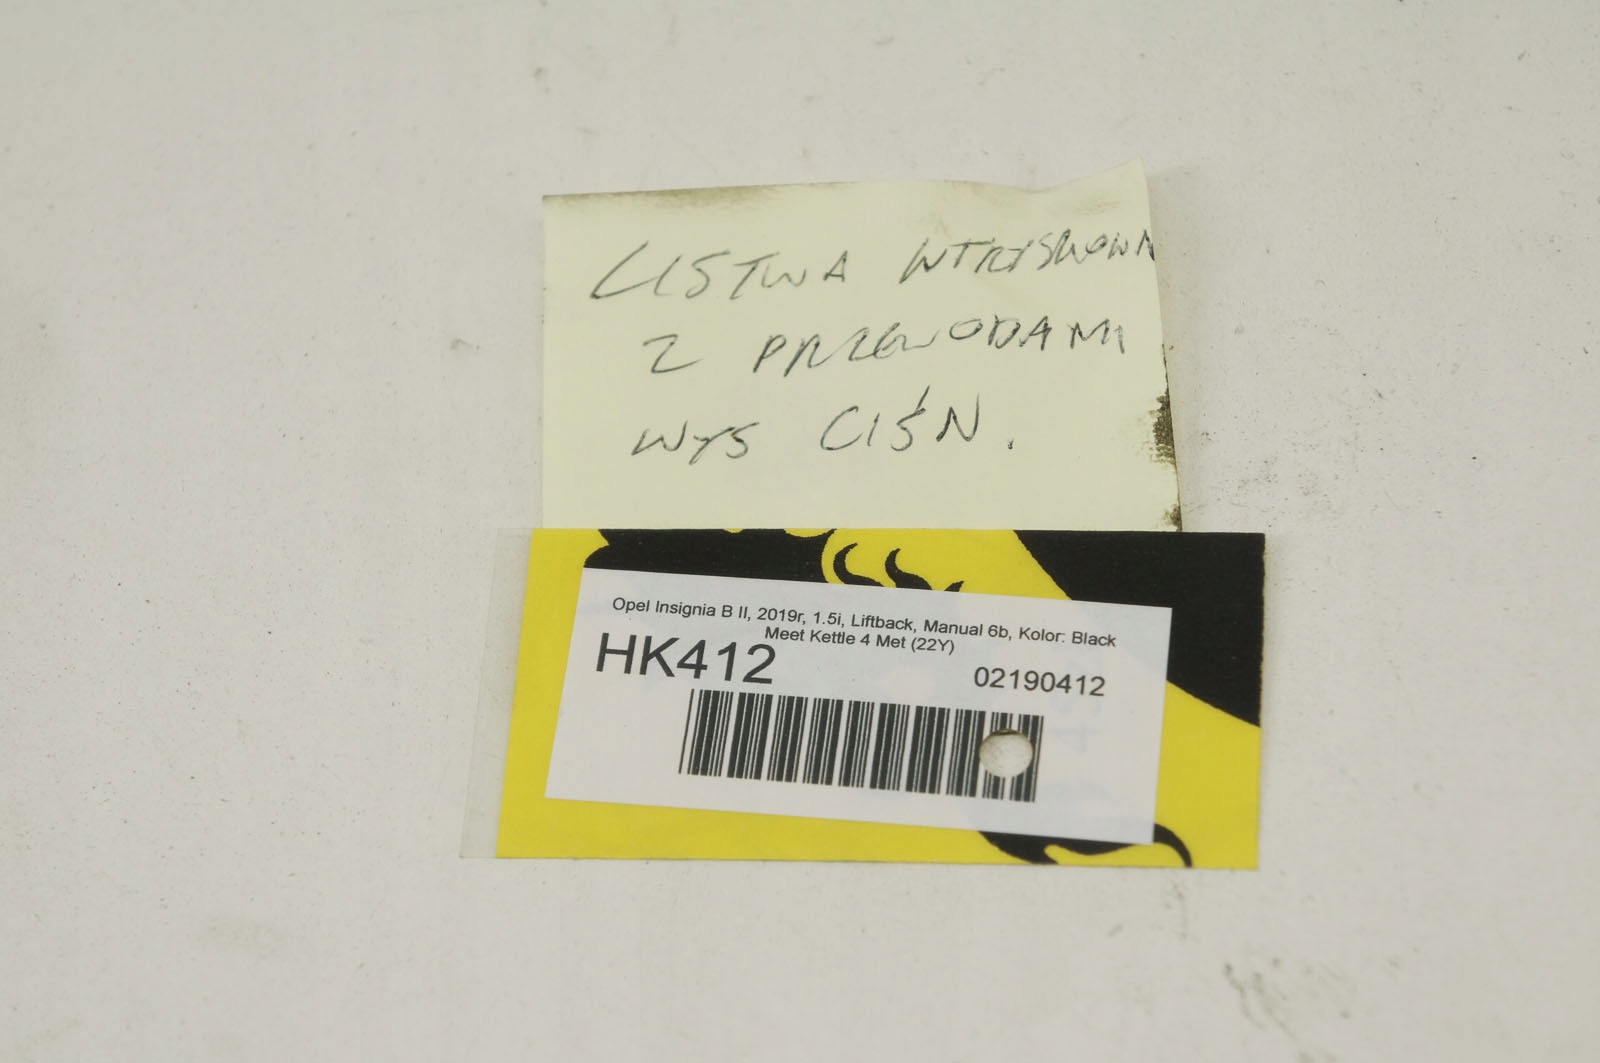 LISTWA WTRYSKOWA
Z PRZEWODAMI
WYS CIŚN.
Opel Insignia B II, 2019r, 1.5i, Liftback, Manual 6b, Kolor: Black
Meet Kettle 4 Met (22Y)
HK412
02190412